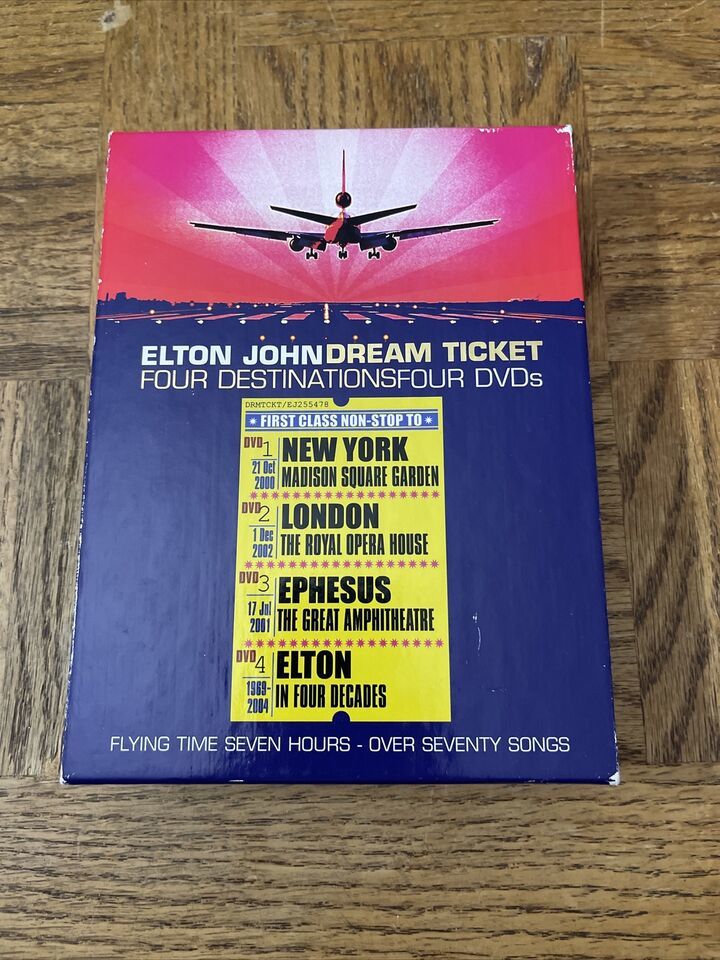 ELTON JOHNDREAM TICKET
FOUR DESTINATIONSFOUR DVDs
DRMTCKT/EJ255478
* FIRST CLASS NON-STOP TO *
DVD 1
21 Oct 2000
NEW YORK
MADISON SQUARE GARDEN
DVD 2
1 Dec 2002
LONDON
THE ROYAL OPERA HOUSE
DVD 3
17 Jul 2001
EPHESUS
THE GREAT AMPHITHEATRE
DVD 4
1969-2004
ELTON
IN FOUR DECADES
FLYING TIME SEVEN HOURS - OVER SEVENTY SONGS